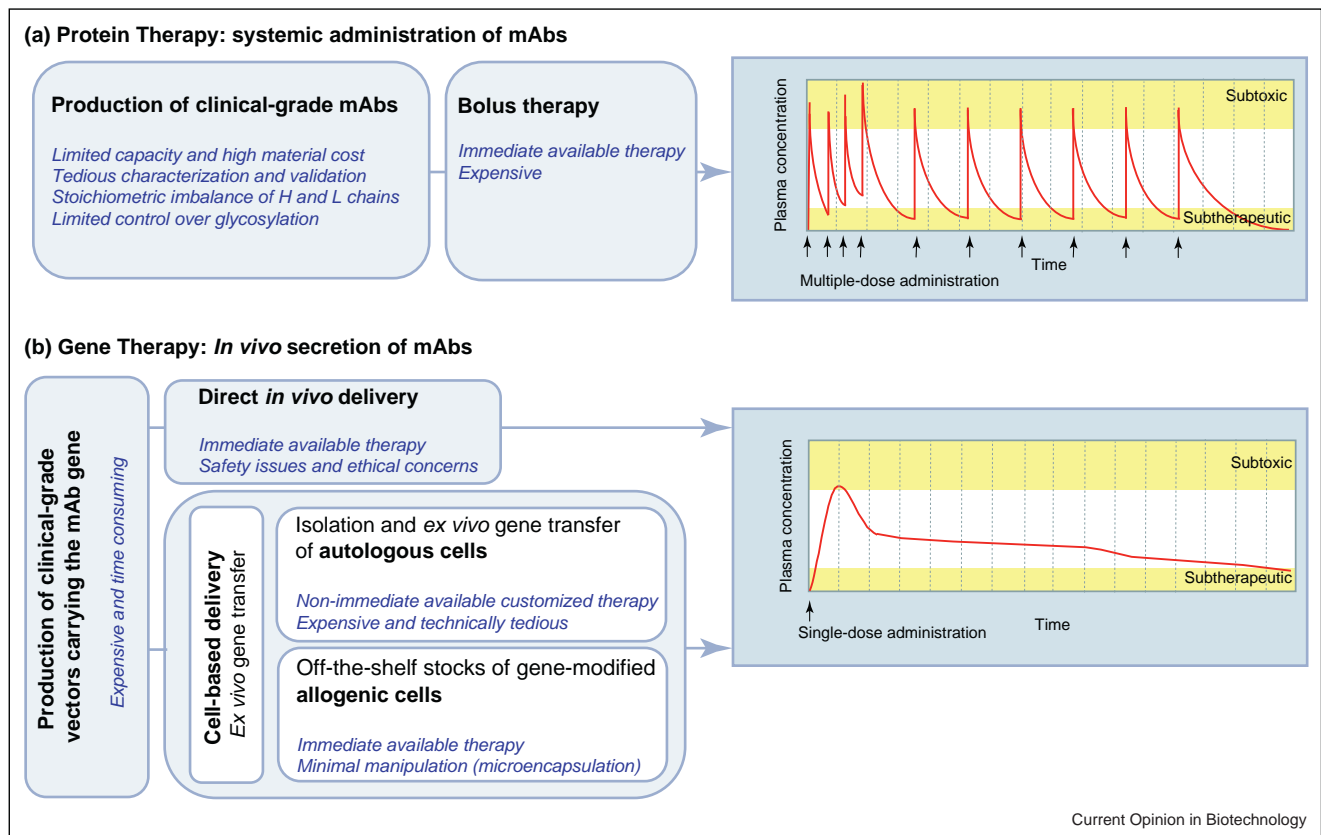 (a) Protein Therapy: systemic administration of mAbs
Production of clinical-grade mAbs
Limited capacity and high material cost
Tedious characterization and validation
Stoichiometric imbalance of H and L chains
Limited control over glycosylation
Bolus therapy
Immediate available therapy
Expensive
Plasma concentration
Subtoxic
Subtherapeutic
Time
Multiple-dose administration
(b) Gene Therapy: In vivo secretion of mAbs
Production of clinical-grade
vectors carrying the mAb gene
Expensive and time consuming
Direct in vivo delivery
Immediate available therapy
Safety issues and ethical concerns
Cell-based delivery
Ex vivo gene transfer
Isolation and ex vivo gene transfer
of autologous cells
Non-immediate available customized therapy
Expensive and technically tedious
Off-the-shelf stocks of gene-modified
allogenic cells
Immediate available therapy
Minimal manipulation (microencapsulation)
Plasma concentration
Subtoxic
Subtherapeutic
Single-dose administration
Time
Current Opinion in Biotechnology